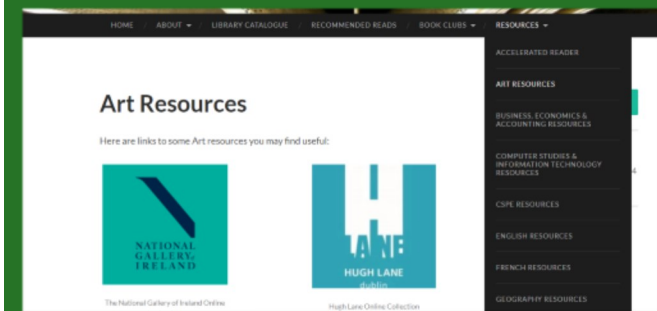 HOME / ABOUT / LIBRARY CATALOGUE / RECOMMENDED READS / BOOK CLUBS / RESOURCES
ACCELERATED READER
ART RESOURCES
BUSINESS, ECONOMICS &
ACCOUNTING RESOURCES
COMPUTER STUDIES &
INFORMATION TECHNOLOGY
RESOURCES
CSPE RESOURCES
ENGLISH RESOURCES
FRENCH RESOURCES
GEOGRAPHY RESOURCES
Art Resources
Here are links to some Art resources you may find useful:
NATIONAL
GALLERY of
IRELAND
The National Gallery of Ireland Online
H
LANE
HUGH LANE
dublin
Hugh Lane Online Collection